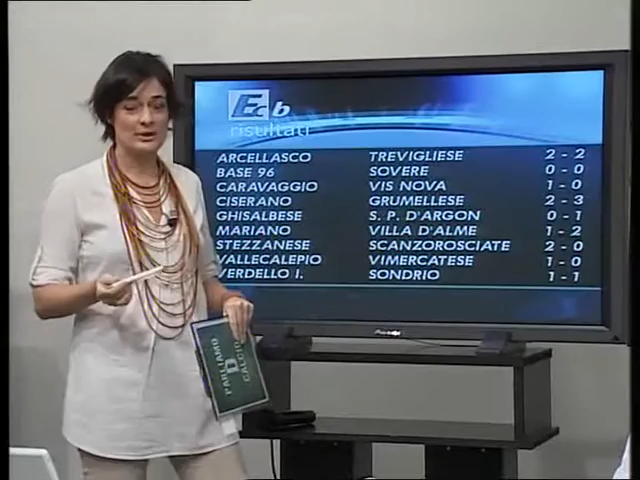 Ec b
risultati
ARCELLASCO TREVIGLIESE 2 - 2
BASE 96 SOVERE 0 - 0
CARAVAGGIO VIS NOVA 1 - 0
CISERANO GRUMELLESE 2 - 3
GHISALBESE S. P. D'ARGON 0 - 1
MARIANO VILLA D'ALME 1 - 2
STEZZANESE SCANZOROSCIATE 2 - 0
VALLECALEPIO VIMERCATESE 1 - 0
VERDELLO I. SONDRIO 1 - 1
Pioneer
PARLIAMO
D
CALCIO